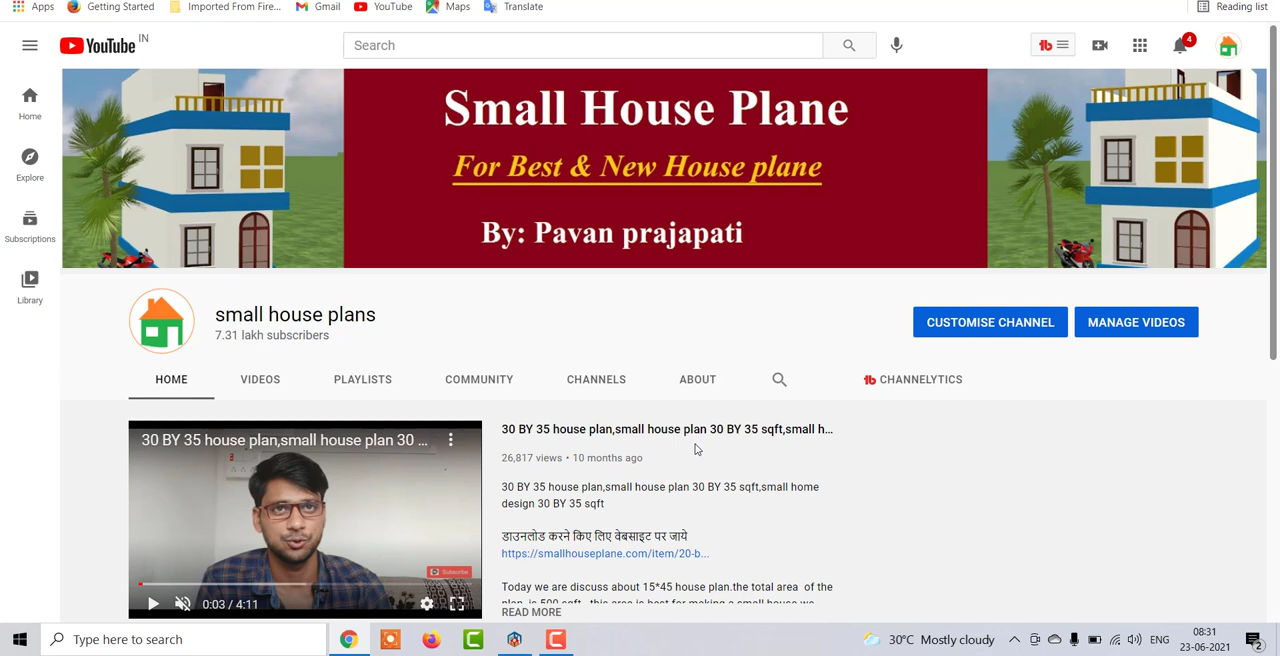 Apps Getting Started Imported From Fire... Gmail YouTube Maps Translate Reading list
YouTube IN
Search
4
Home
Explore
Subscriptions
Library
Small House Plane
For Best & New House plane
By: Pavan prajapati
small house plans
7.31 lakh subscribers
CUSTOMISE CHANNEL MANAGE VIDEOS
HOME VIDEOS PLAYLISTS COMMUNITY CHANNELS ABOUT tb CHANNELYTICS
30 BY 35 house plan,small house plan 30 ...
Subscribe
0:03 / 4:11
30 BY 35 house plan,small house plan 30 BY 35 sqft,small h...
26,817 views • 10 months ago
30 BY 35 house plan,small house plan 30 BY 35 sqft,small home
design 30 BY 35 sqft
डाउनलोड करने किए लिए वेबसाइट पर जाये
https://smallhouseplane.com/item/20-b...
Today we are discuss about 15*45 house plan.the total area of the
READ MORE
Type here to search
30°C Mostly cloudy
ENG
08:31
23-06-2021
2